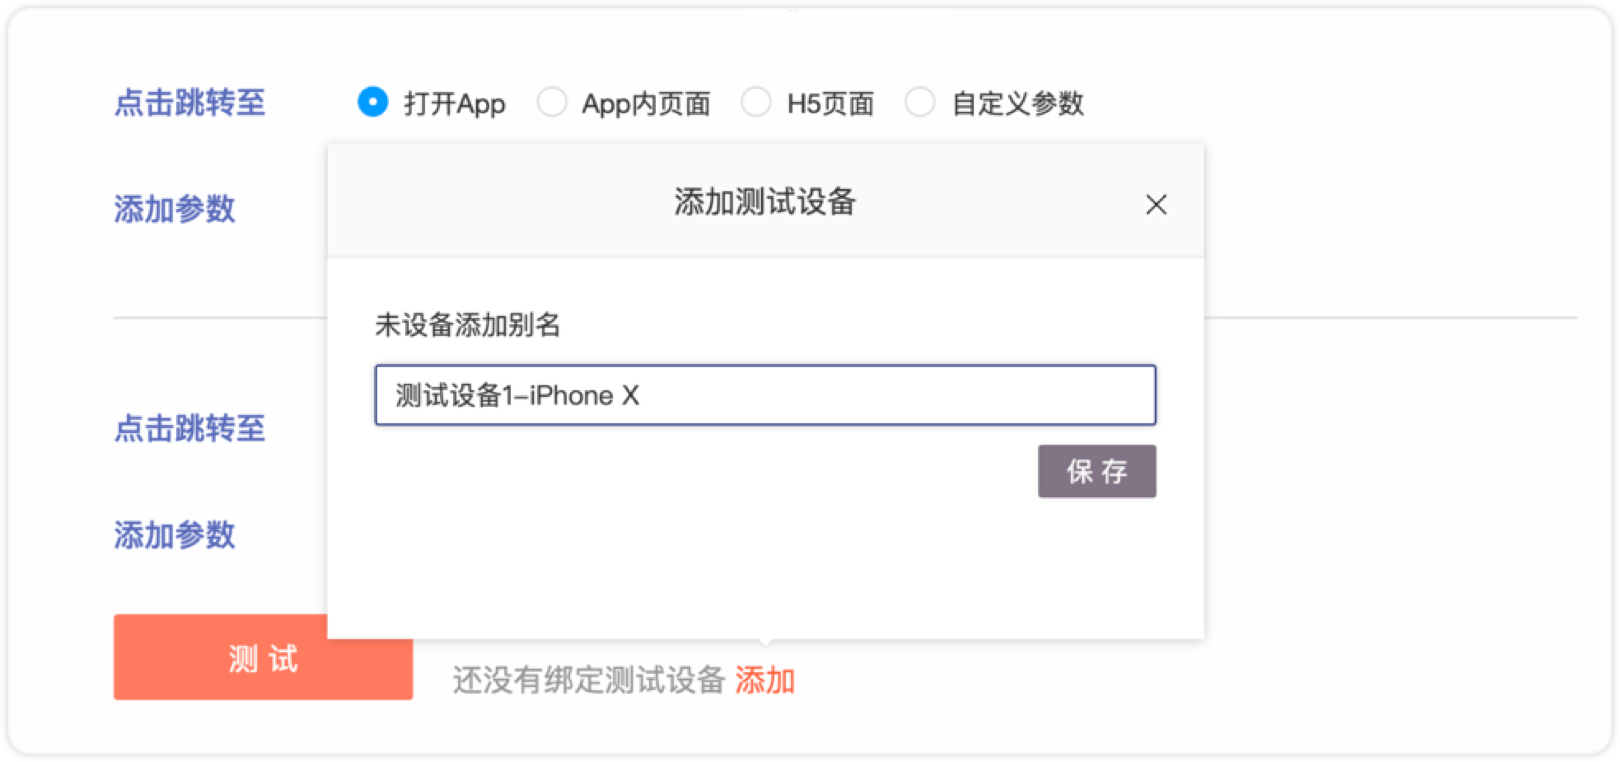 点击跳转至 打开App App内页面 H5页面 自定义参数
添加测试设备
添加参数
未设备添加别名
测试设备1-iPhone X
点击跳转至
保存
添加参数
测试
还没有绑定测试设备 添加